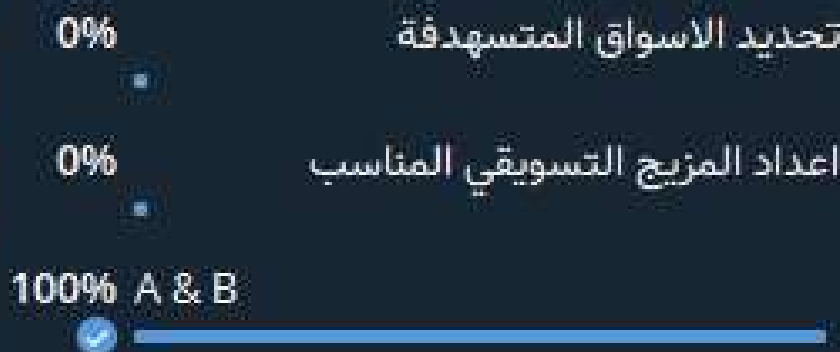 0% تحديد الاسواق المتسهدفة
0% اعداد المزيج التسويقي المناسب
100% A & B